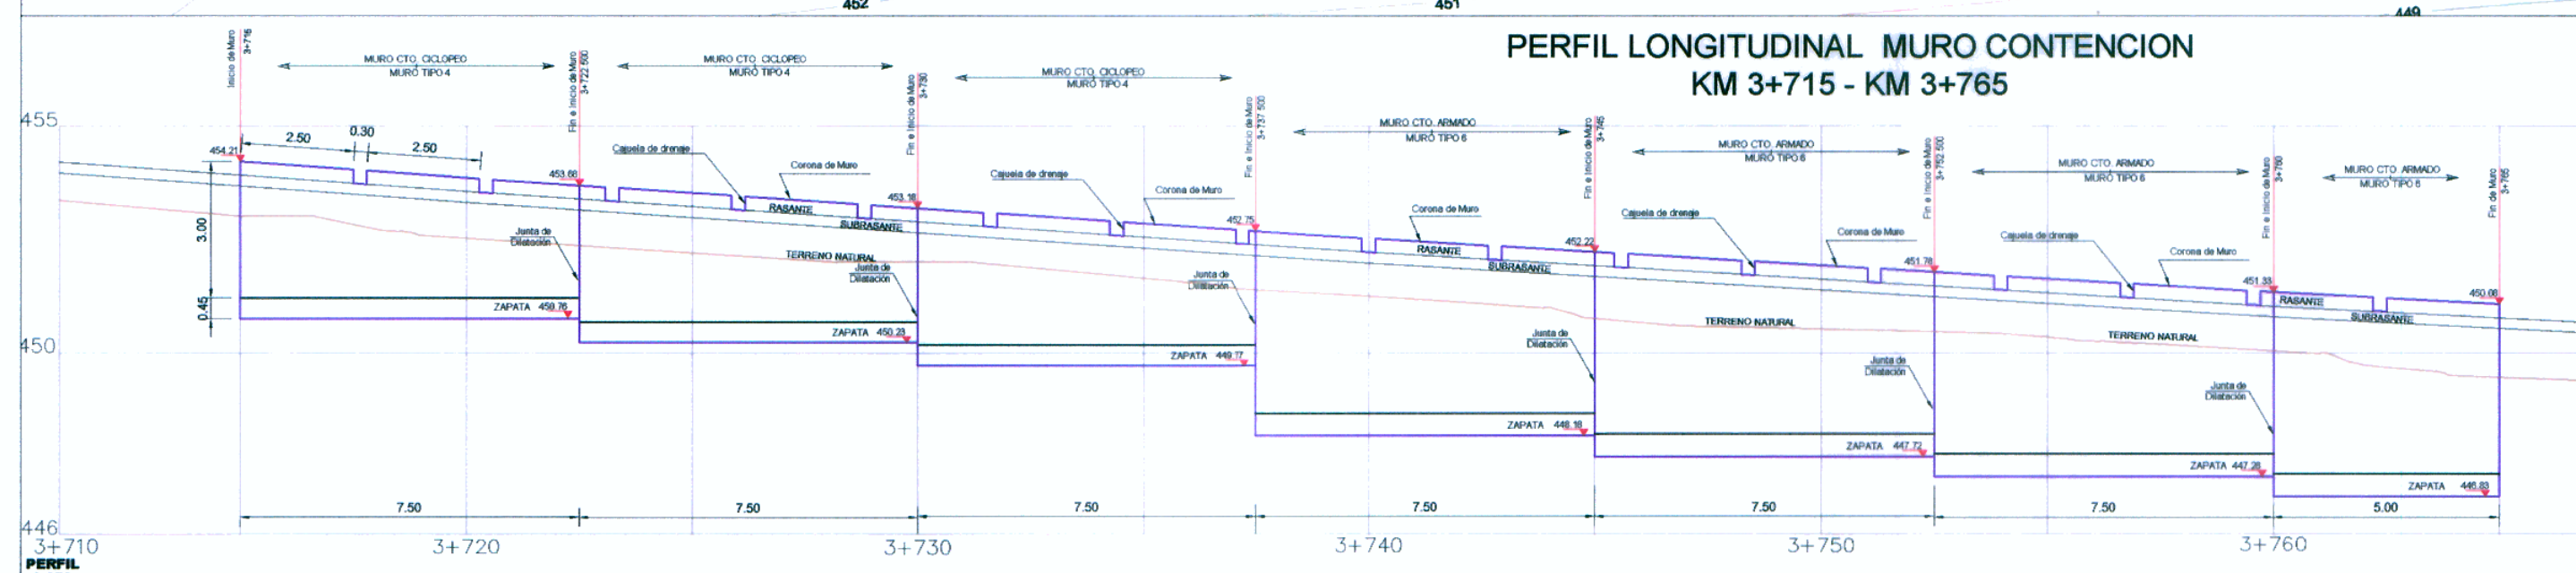 452
451
449
PERFIL LONGITUDINAL MURO CONTENCION
KM 3+715 - KM 3+765
Inicio de Muro
3+715
MURO CTO. CICLOPEO
MURO TIPO 4
Fin e Inicio de Muro
3+722.500
MURO CTO. CICLOPEO
MURO TIPO 4
Fin e Inicio de Muro
3+730
MURO CTO. CICLOPEO
MURO TIPO 4
Fin e Inicio de Muro
3+737.500
MURO CTO. ARMADO
MURO TIPO 6
Fin e Inicio de Muro
3+745
MURO CTO. ARMADO
MURO TIPO 6
Fin e Inicio de Muro
3+752.500
MURO CTO. ARMADO
MURO TIPO 6
Fin e Inicio de Muro
3+760
MURO CTO. ARMADO
MURO TIPO 6
Fin de Muro
3+765
455
2.50
0.30
2.50
454.21
453.68
453.18
452.75
452.22
451.78
451.33
Cajuela de drenaje
Corona de Muro
Cajuela de drenaje
Corona de Muro
Corona de Muro
Cajuela de drenaje
Corona de Muro
Cajuela de drenaje
Corona de Muro
RASANTE
SUBRASANTE
TERRENO NATURAL
RASANTE
SUBRASANTE
TERRENO NATURAL
TERRENO NATURAL
RASANTE
SUBRASANTE
3.00
0.45
Junta de
Dilatación
Junta de
Dilatación
Junta de
Dilatación
Junta de
Dilatación
Junta de
Dilatación
Junta de
Dilatación
ZAPATA
ZAPATA 450.23
ZAPATA
ZAPATA 448.18
ZAPATA 447.72
ZAPATA 447.28
ZAPATA 446.83
450
7.50
7.50
7.50
7.50
7.50
7.50
5.00
446
3+710
3+720
3+730
3+740
3+750
3+760
PERFIL